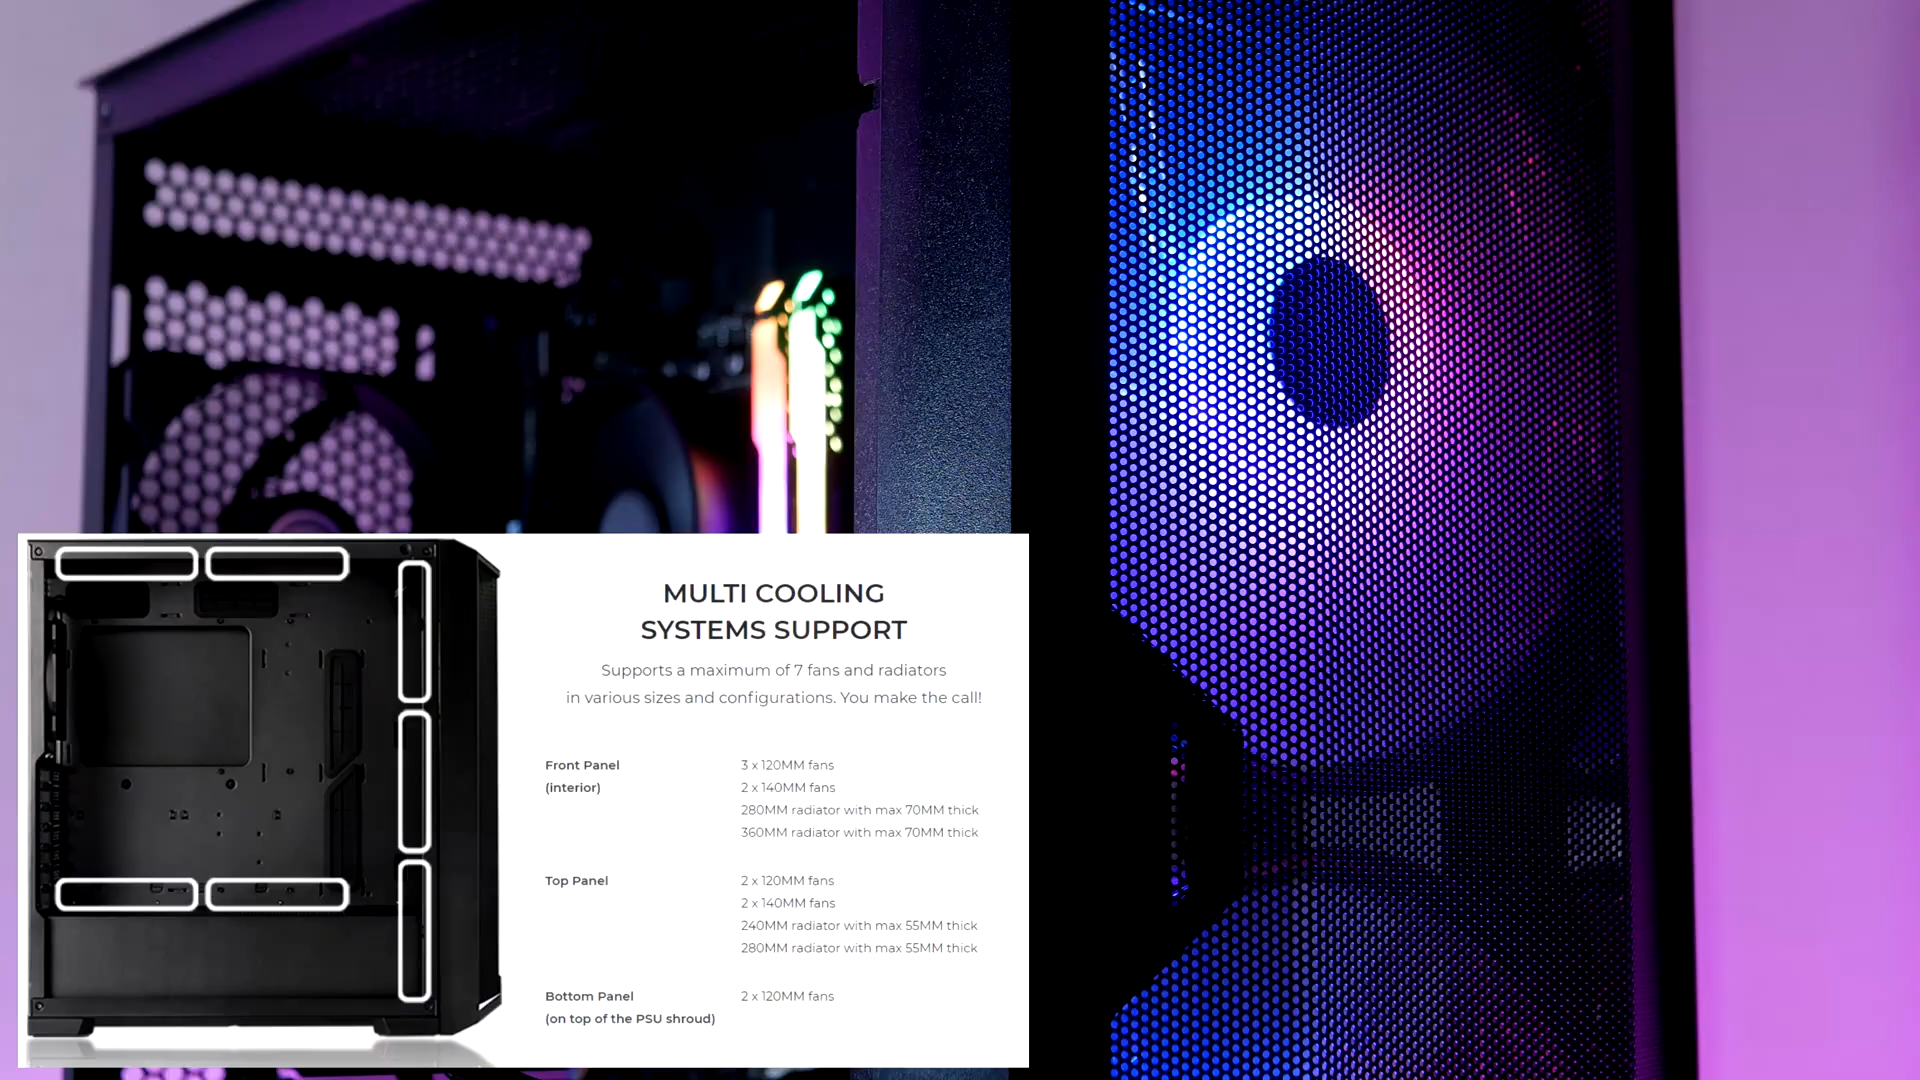 MULTI COOLING
SYSTEMS SUPPORT
Supports a maximum of 7 fans and radiators
in various sizes and configurations. You make the call!
Front Panel
(interior)
3 x 120MM fans
2 x 140MM fans
280MM radiator with max 70MM thick
360MM radiator with max 70MM thick
Top Panel
2 x 120MM fans
2 x 140MM fans
240MM radiator with max 55MM thick
280MM radiator with max 55MM thick
Bottom Panel
(on top of the PSU shroud)
2 x 120MM fans